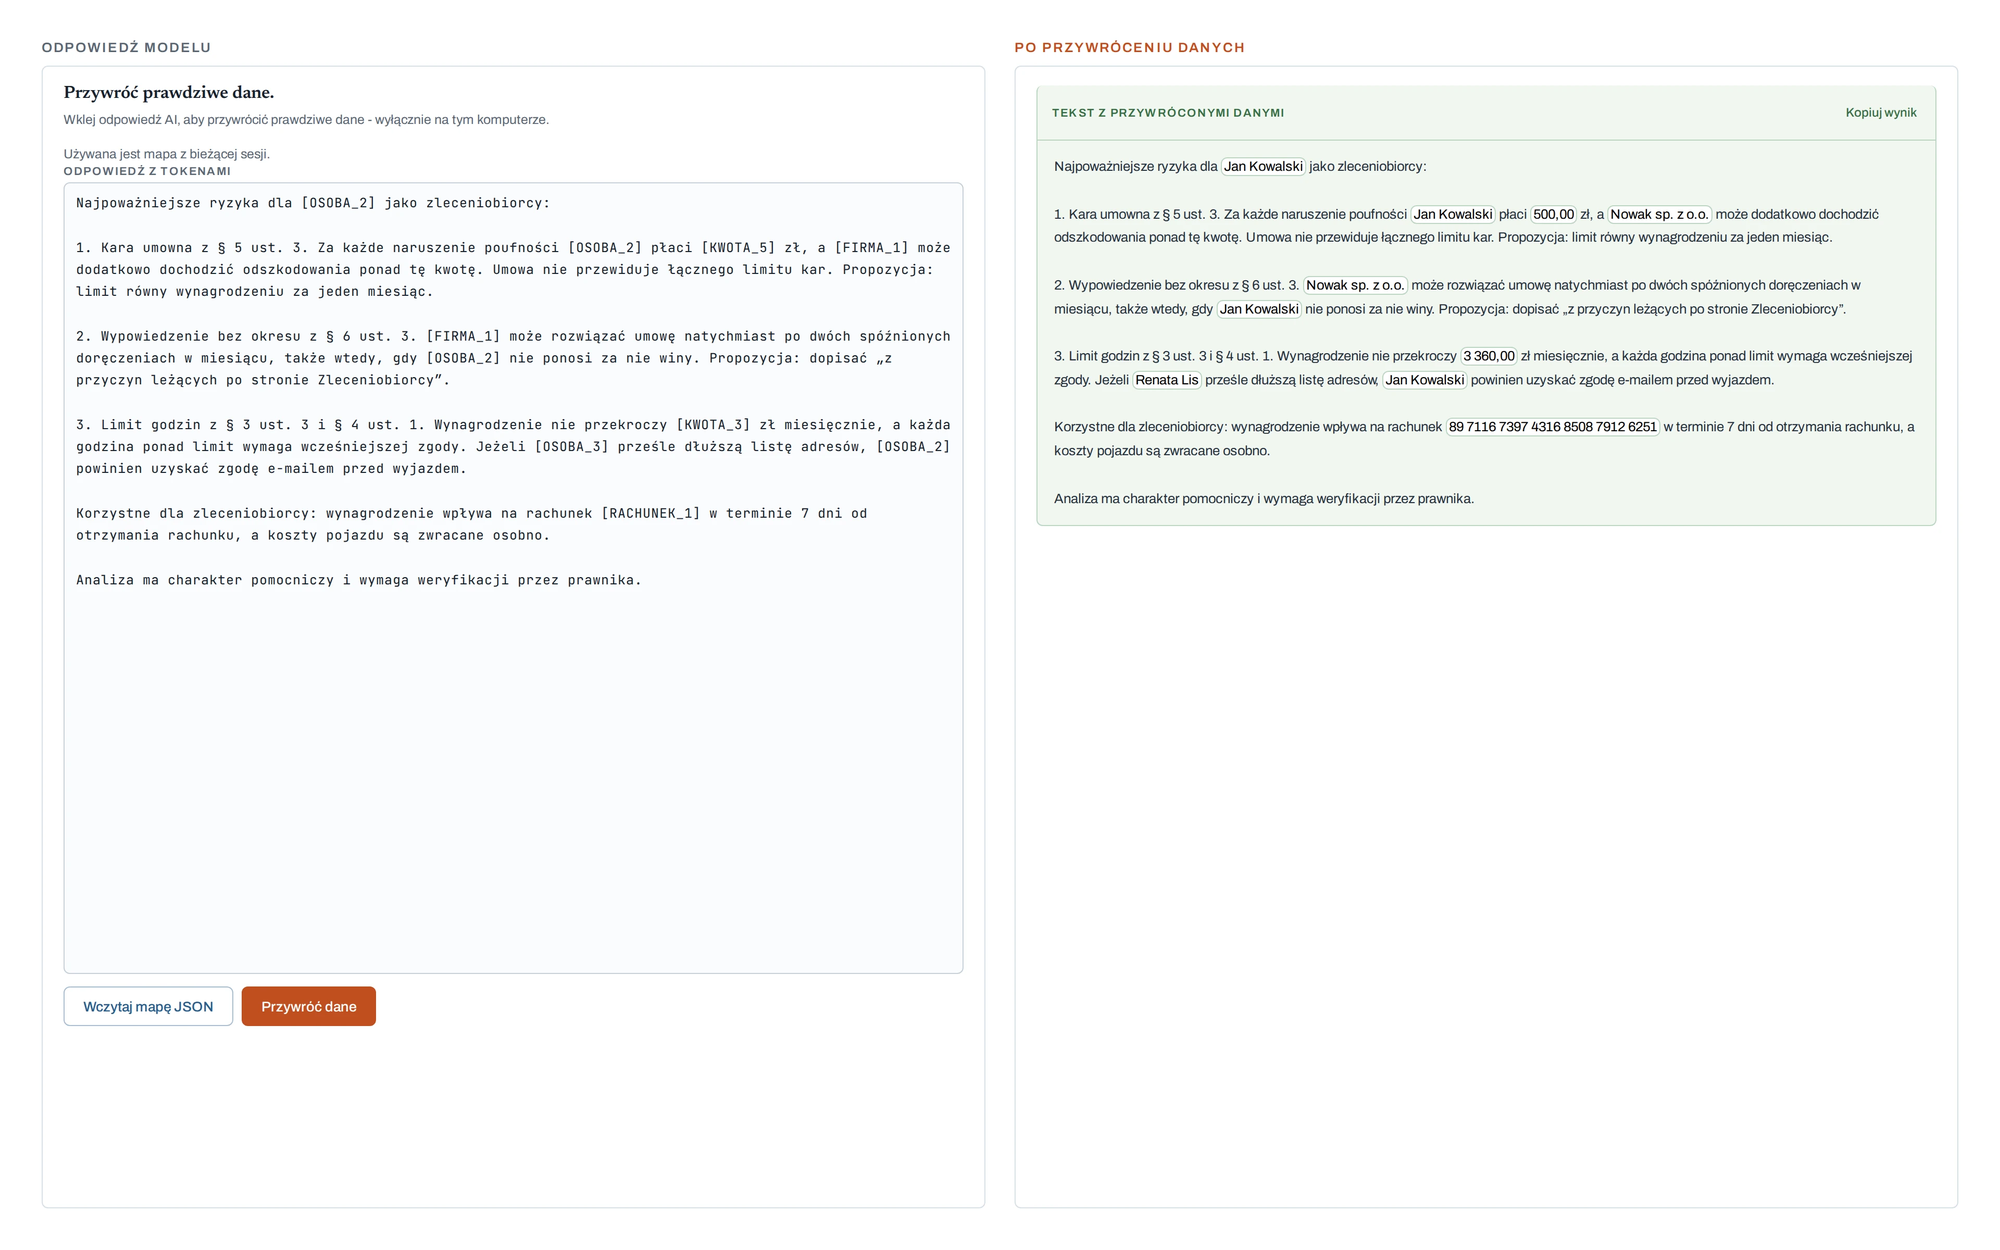 ODPOWIEDŹ MODELU
Przywróć prawdziwe dane.
Wklej odpowiedź AI, aby przywrócić prawdziwe dane - wyłącznie na tym komputerze.
Używana jest mapa z bieżącej sesji.
ODPOWIEDŹ Z TOKENAMI
Najpoważniejsze ryzyka dla [OSOBA_2] jako zleceniobiorcy:
1. Kara umowna z § 5 ust. 3. Za każde naruszenie poufności [OSOBA_2] płaci [KWOTA_5] zł, a [FIRMA_1] może
dodatkowo dochodzić odszkodowania ponad tę kwotę. Umowa nie przewiduje łącznego limitu kar. Propozycja:
limit równy wynagrodzeniu za jeden miesiąc.
2. Wypowiedzenie bez okresu z § 6 ust. 3. [FIRMA_1] może rozwiązać umowę natychmiast po dwóch spóźnionych
doręczeniach w miesiącu, także wtedy, gdy [OSOBA_2] nie ponosi za nie winy. Propozycja: dopisać „z
przyczyn leżących po stronie Zleceniobiorcy”.
3. Limit godzin z § 3 ust. 3 i § 4 ust. 1. Wynagrodzenie nie przekroczy [KWOTA_3] zł miesięcznie, a każda
godzina ponad limit wymaga wcześniejszej zgody. Jeżeli [OSOBA_3] prześle dłuższą listę adresów, [OSOBA_2]
powinien uzyskać zgodę e-mailem przed wyjazdem.
Korzystne dla zleceniobiorcy: wynagrodzenie wpływa na rachunek [RACHUNEK_1] w terminie 7 dni od
otrzymania rachunku, a koszty pojazdu są zwracane osobno.
Analiza ma charakter pomocniczy i wymaga weryfikacji przez prawnika.
Wczytaj mapę JSON
Przywróć dane
PO PRZYWRÓCENIU DANYCH
TEKST Z PRZYWRÓCONYMI DANYMI
Kopiuj wynik
Najpoważniejsze ryzyka dla Jan Kowalski jako zleceniobiorcy:
1. Kara umowna z § 5 ust. 3. Za każde naruszenie poufności Jan Kowalski płaci 500,00 zł, a Nowak sp. z o.o. może dodatkowo dochodzić
odszkodowania ponad tę kwotę. Umowa nie przewiduje łącznego limitu kar. Propozycja: limit równy wynagrodzeniu za jeden miesiąc.
2. Wypowiedzenie bez okresu z § 6 ust. 3. Nowak sp. z o.o. może rozwiązać umowę natychmiast po dwóch spóźnionych doręczeniach w
miesiącu, także wtedy, gdy Jan Kowalski nie ponosi za nie winy. Propozycja: dopisać „z przyczyn leżących po stronie Zleceniobiorcy”.
3. Limit godzin z § 3 ust. 3 i § 4 ust. 1. Wynagrodzenie nie przekroczy 3 360,00 zł miesięcznie, a każda godzina ponad limit wymaga wcześniejszej
zgody. Jeżeli Renata Lis prześle dłuższą listę adresów, Jan Kowalski powinien uzyskać zgodę e-mailem przed wyjazdem.
Korzystne dla zleceniobiorcy: wynagrodzenie wpływa na rachunek 89 7116 7397 4316 8508 7912 6251 w terminie 7 dni od otrzymania rachunku, a
koszty pojazdu są zwracane osobno.
Analiza ma charakter pomocniczy i wymaga weryfikacji przez prawnika.